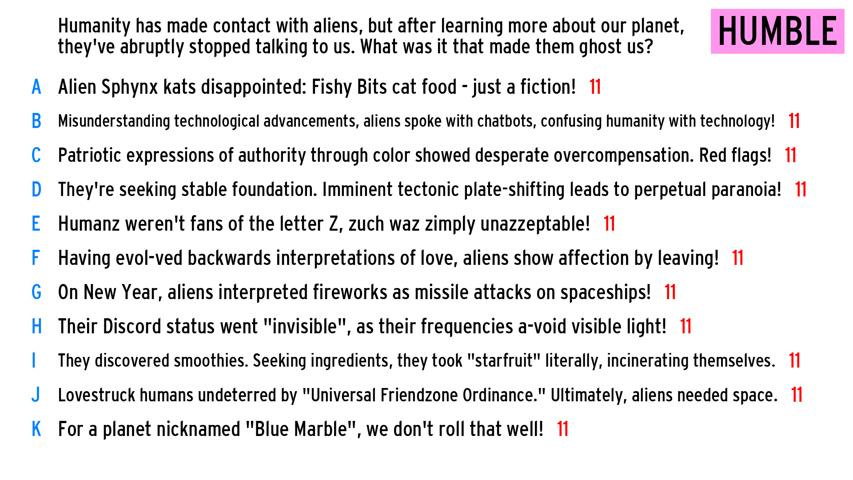 Humanity has made contact with aliens, but after learning more about our planet,
they've abruptly stopped talking to us. What was it that made them ghost us?
HUMBLE
A Alien Sphynx kats disappointed: Fishy Bits cat food - just a fiction! 11
B Misunderstanding technological advancements, aliens spoke with chatbots, confusing humanity with technology! 11
C Patriotic expressions of authority through color showed desperate overcompensation. Red flags! 11
D They're seeking stable foundation. Imminent tectonic plate-shifting leads to perpetual paranoia! 11
E Humanz weren't fans of the letter Z, zuch waz zimply unazzeptable! 11
F Having evol-ved backwards interpretations of love, aliens show affection by leaving! 11
G On New Year, aliens interpreted fireworks as missile attacks on spaceships! 11
H Their Discord status went "invisible", as their frequencies a-void visible light! 11
I They discovered smoothies. Seeking ingredients, they took "starfruit" literally, incinerating themselves. 11
J Lovestruck humans undeterred by "Universal Friendzone Ordinance." Ultimately, aliens needed space. 11
K For a planet nicknamed "Blue Marble", we don't roll that well! 11